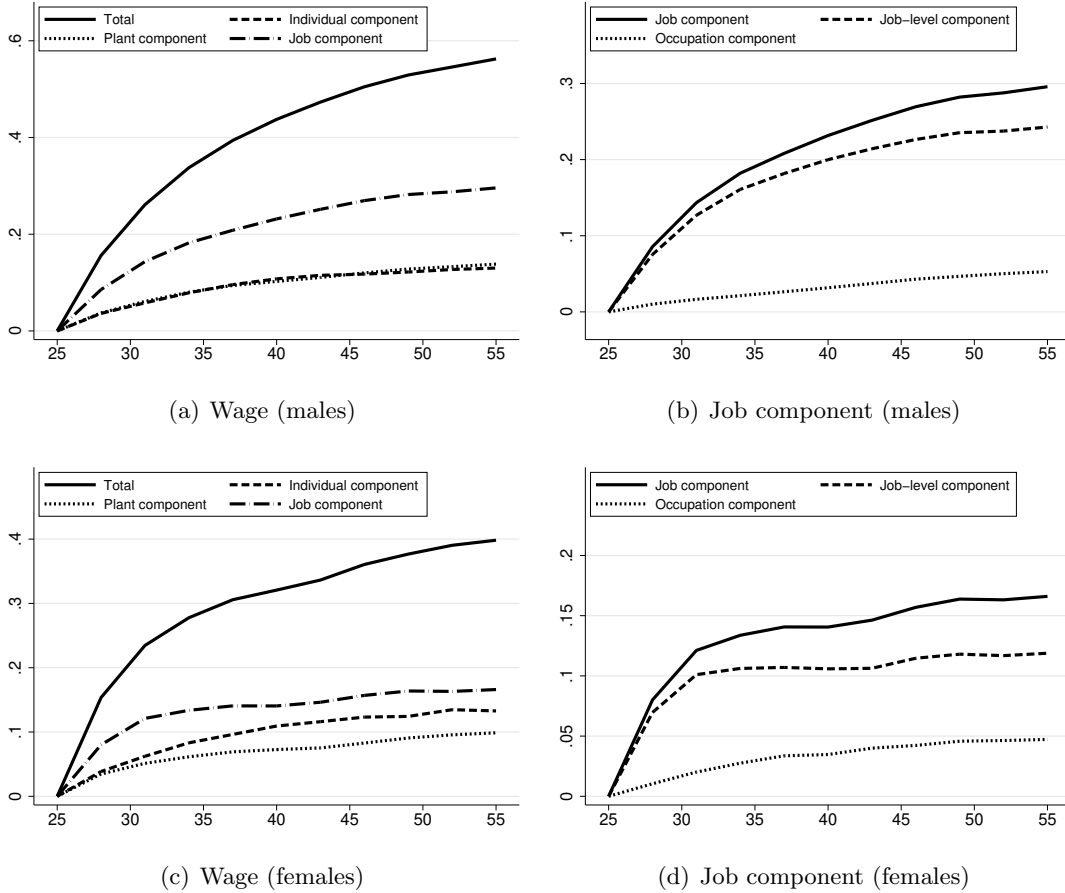 Total Individual component
Plant component Job component
.6
.4
.2
0
25 30 35 40 45 50 55
(a) Wage (males)
Job component Job−level component
Occupation component
.3
.2
.1
0
25 30 35 40 45 50 55
(b) Job component (males)
Total Individual component
Plant component Job component
.4
.3
.2
.1
0
25 30 35 40 45 50 55
(c) Wage (females)
Job component Job−level component
Occupation component
.2
.15
.1
.05
0
25 30 35 40 45 50 55
(d) Job component (females)